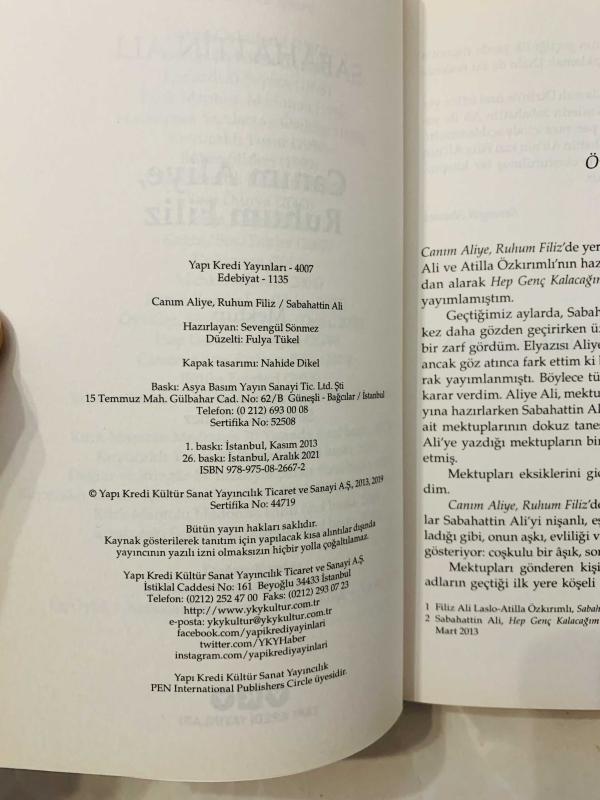 Yapı Kredi Yayınları - 4007
Edebiyat - 1135
Canım Aliye, Ruhum Filiz / Sabahattin Ali
Hazırlayan: Sevengül Sönmez
Düzelti: Fulya Tükel
Kapak tasarımı: Nahide Dikel
Baskı: Asya Basım Yayın Sanayi Tic. Ltd. Şti
15 Temmuz Mah. Gülbahar Cad. No: 62/B Güneşli - Bağcılar / İstanbul
Telefon: (0 212) 693 00 08
Sertifika No: 52508
1. baskı: İstanbul, Kasım 2013
26. baskı: İstanbul, Aralık 2021
ISBN 978-975-08-2667-2
© Yapı Kredi Kültür Sanat Yayıncılık Ticaret ve Sanayi A.Ş., 2013, 2019
Sertifika No: 44719
Bütün yayın hakları saklıdır.
Kaynak gösterilerek tanıtım için yapılacak kısa alıntılar dışında
yayıncının yazılı izni olmaksızın hiçbir yolla çoğaltılamaz.
Yapı Kredi Kültür Sanat Yayıncılık Ticaret ve Sanayi A.Ş.
İstiklal Caddesi No: 161 Beyoğlu 34433 İstanbul
Telefon: (0212) 252 47 00 Faks: (0212) 293 07 23
http://www.ykykultur.com.tr
e-posta: ykykultur@ykykultur.com.tr
facebook.com/yapikrediyayinlari
twitter.com/YKYHaber
instagram.com/yapikrediyayinlari
Yapı Kredi Kültür Sanat Yayıncılık
PEN International Publishers Circle üyesidir.
Ö
Canım Aliye, Ruhum Filiz'de yer
Ali ve Atilla Özkırımlı'nın haz
dan alarak Hep Genç Kalacağım
yayımlamıştım.
Geçtiğimiz aylarda, Sabah
kez daha gözden geçirirken üz
bir zarf gördüm. Elyazısı Aliye
ancak göz atınca fark ettim ki b
rak yayımlanmıştı. Böylece tü
karar verdim. Aliye Ali, mektu
yına hazırlarken Sabahattin Al
ait mektuplarının dokuz tanes
Ali'ye yazdığı mektupların bir
etmiş.
Mektupları eksiklerini gid
dim.
Canım Aliye, Ruhum Filiz'de
lar Sabahattin Ali'yi nişanlı, eş
ladığı gibi, onun aşkı, evliliği v
gösteriyor: coşkulu bir âşık, son
Mektupları gönderen kişi
adların geçtiği ilk yere köşeli
1 Filiz Ali Laslo-Atilla Özkırımlı, Sabah
2 Sabahattin Ali, Hep Genç Kalacağım
Mart 2013